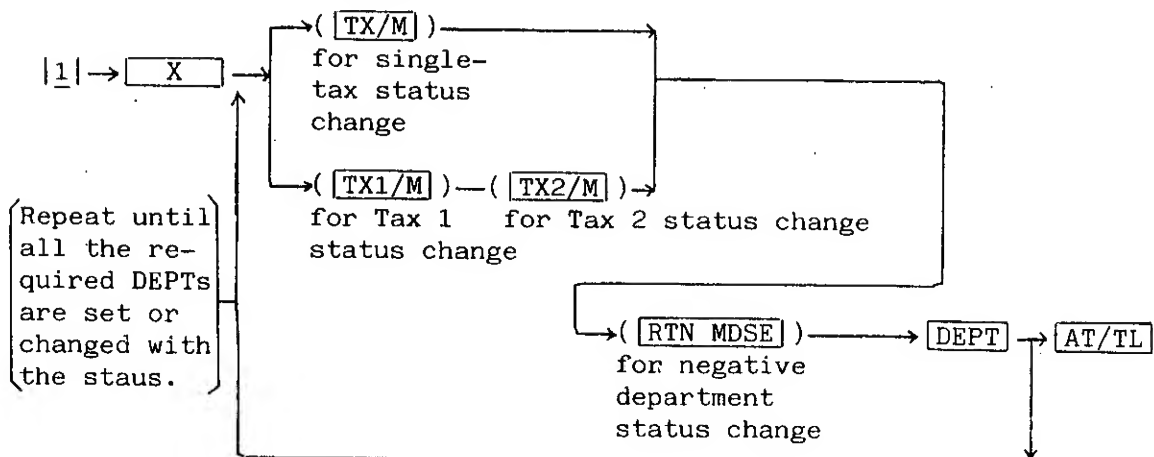 ( TX/M )
for single-
tax status
change
|1| X
( TX1/M ) ( TX2/M )
for Tax 1 for Tax 2 status change
status change
Repeat until
all the re-
quired DEPTs
are set or
changed with
the staus.
( RTN MDSE ) DEPT AT/TL
for negative
department
status change